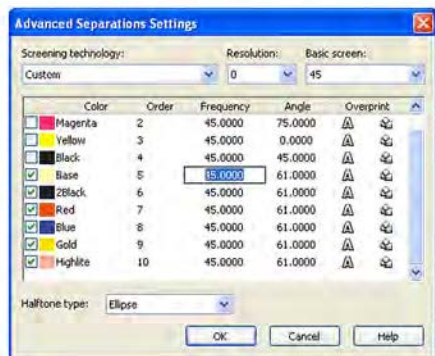 Advanced Separations Settings
Screening technology: Resolution: Basic screen:
Custom 0 45
Color Order Frequency Angle Overprint
Magenta 2 45.0000 75.0000
Yellow 3 45.0000 0.0000
Black 4 45.0000 45.0000
Base 5 45.0000 61.0000
2Black 6 45.0000 61.0000
Red 7 45.0000 61.0000
Blue 8 45.0000 61.0000
Gold 9 45.0000 61.0000
Highlite 10 45.0000 61.0000
Halftone type: Ellipse
OK Cancel Help